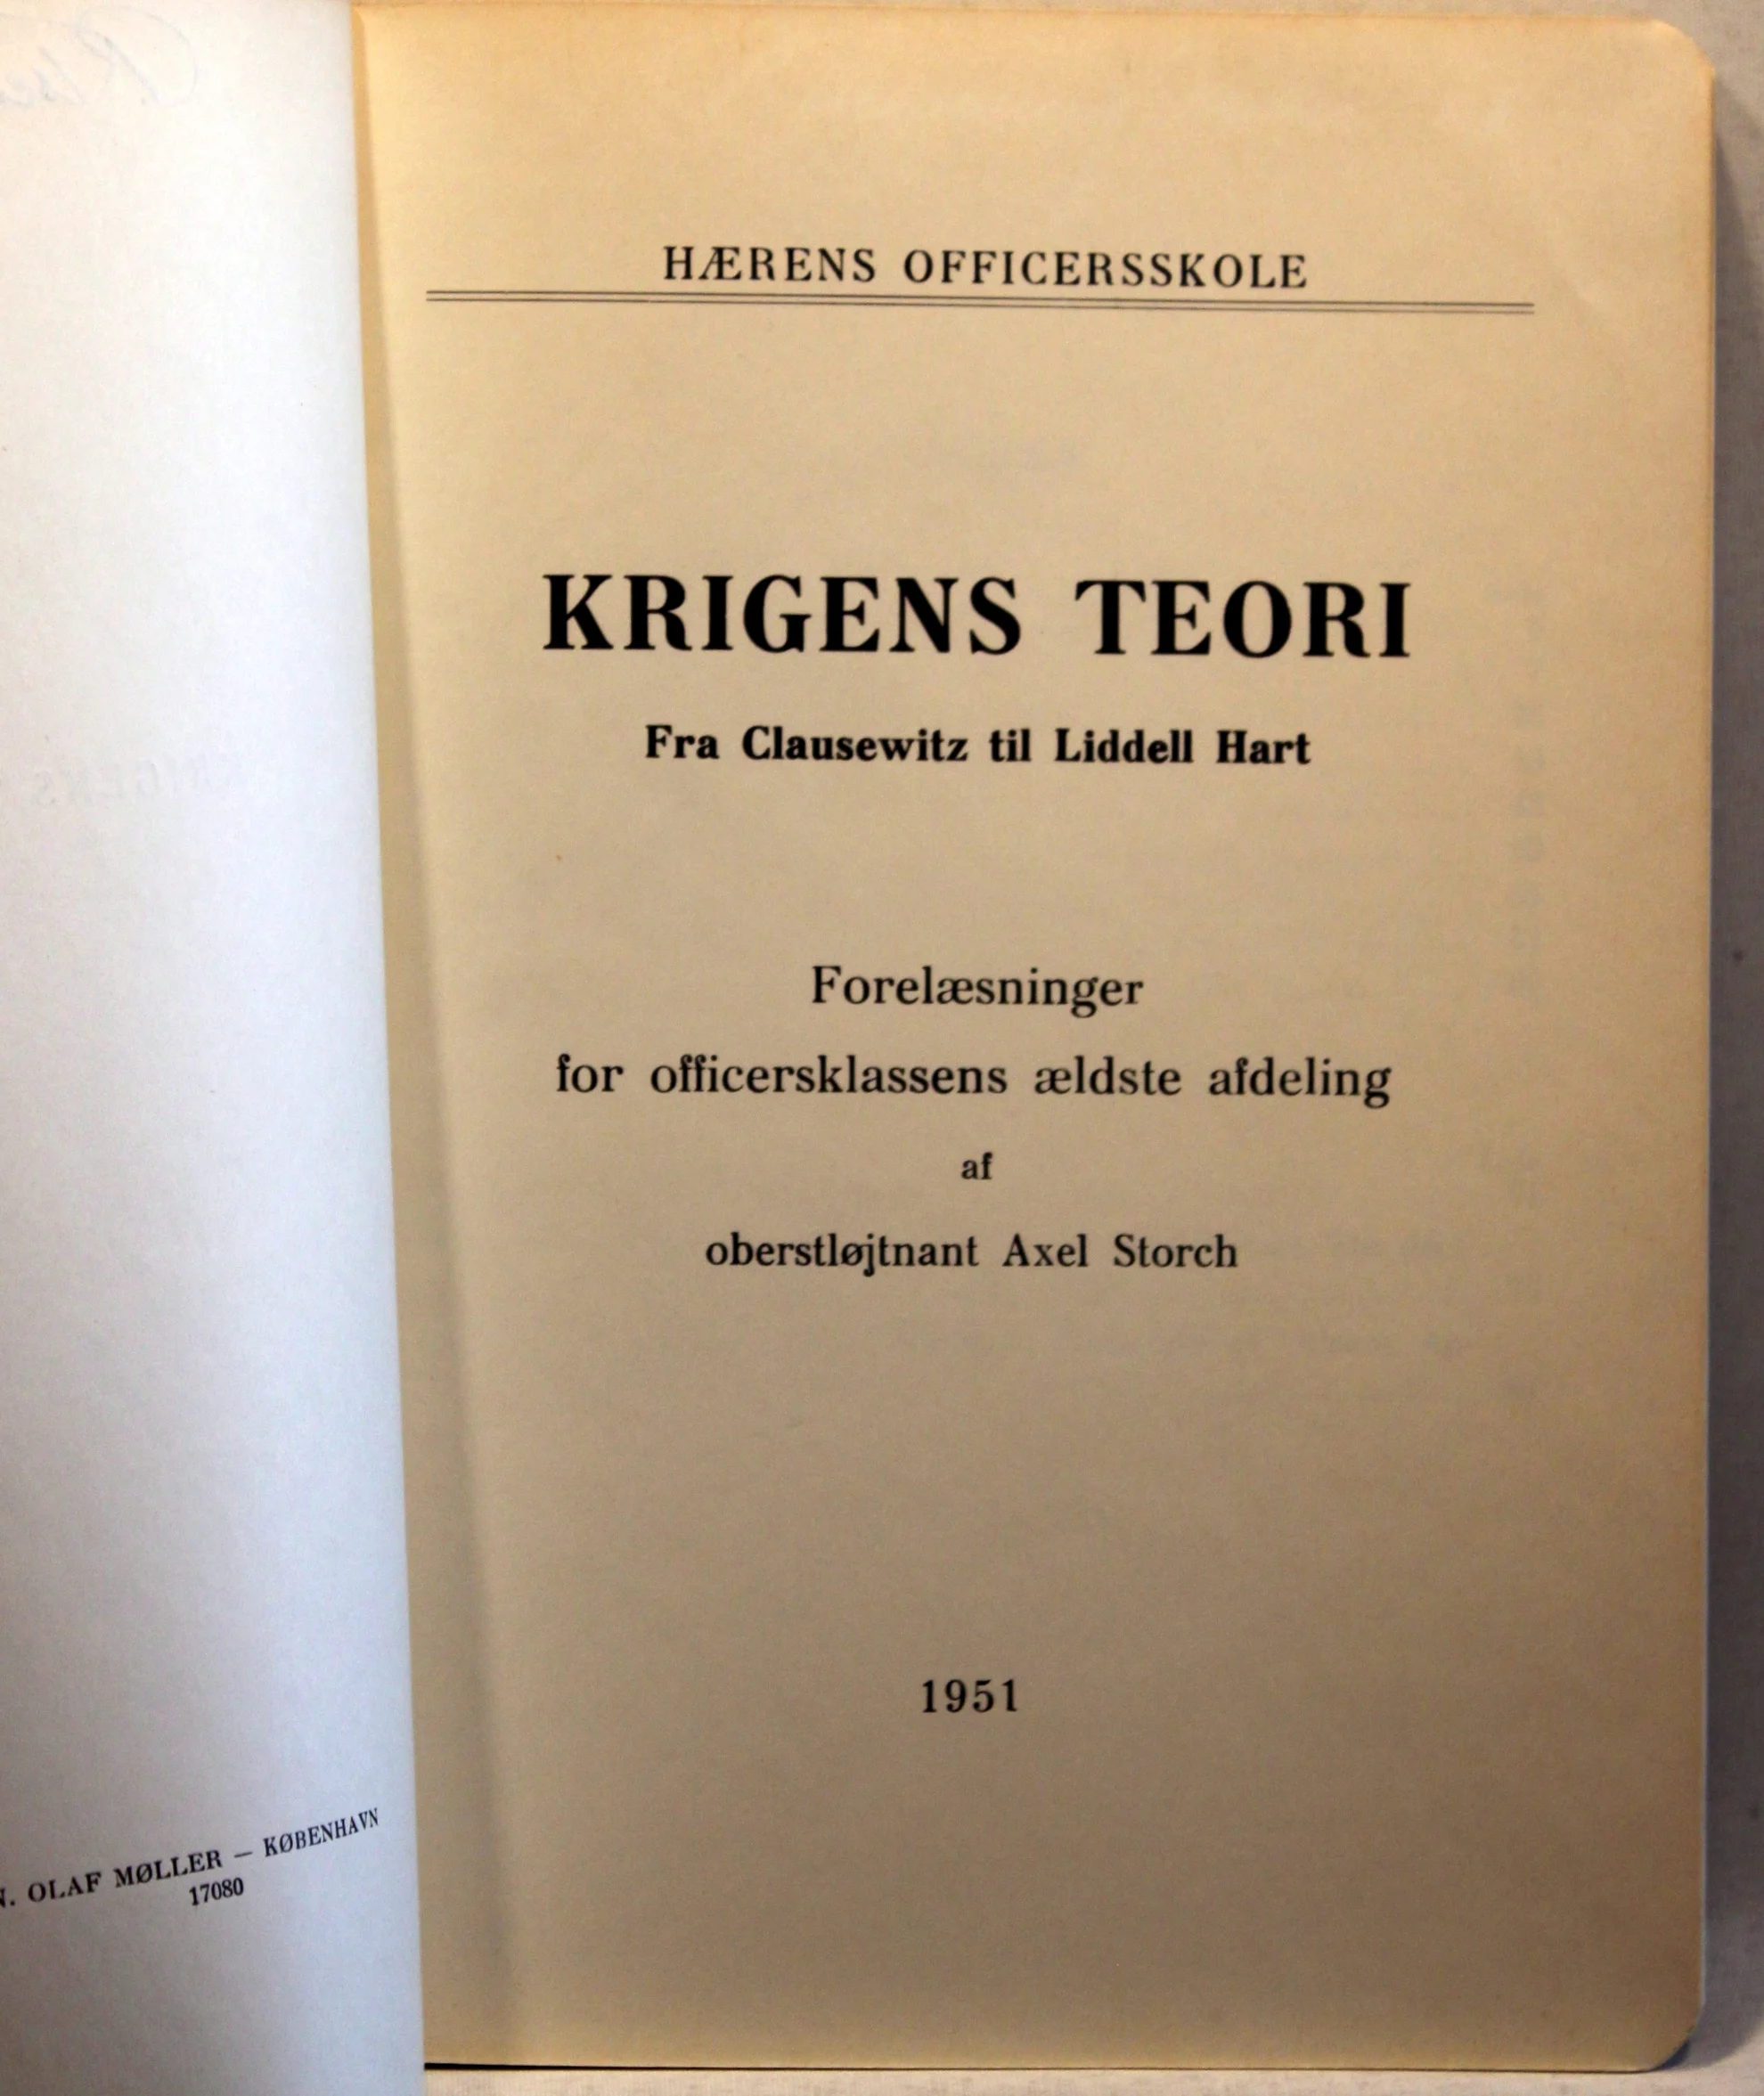 HÆRENS OFFICERSSKOLE
KRIGENS TEORI
Fra Clausewitz til Liddell Hart
Forelæsninger
for officersklassens ældste afdeling
af
oberstløjtnant Axel Storch
1951
N. OLAF MØLLER – KØBENHAVN
17080